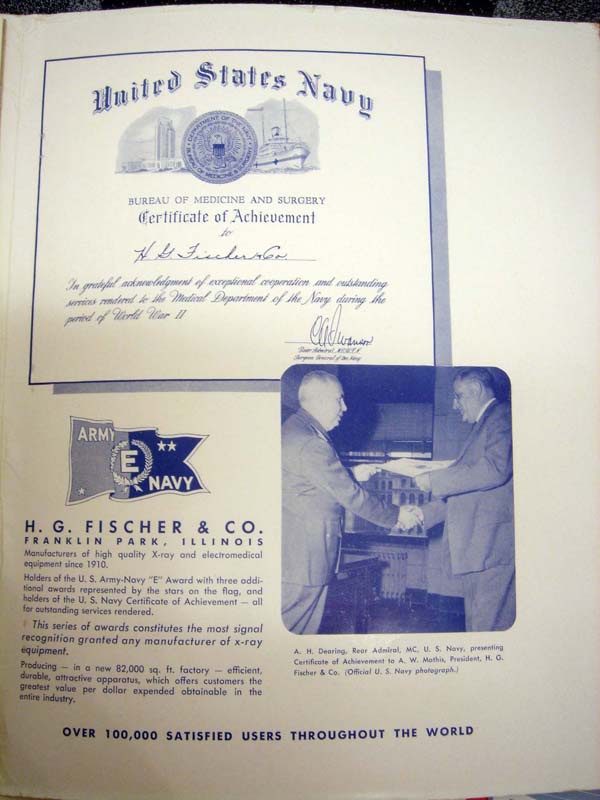 United States Navy
DEPARTMENT OF THE NAVY
BUREAU OF MEDICINE AND SURGERY
Certificate of Achievement
to
H. G. Fischer & Co.
In grateful acknowledgment of exceptional cooperation and outstanding
services rendered to the Medical Department of the Navy during the
period of World War II
Rear Admiral, MC, U.S.N.
Surgeon General of the Navy
ARMY
E
NAVY
H. G. FISCHER & CO.
FRANKLIN PARK, ILLINOIS
Manufacturers of high quality X-ray and electromedical
equipment since 1910.
Holders of the U. S. Army-Navy "E" Award with three addi-
tional awards represented by the stars on the flag, and
holders of the U. S. Navy Certificate of Achievement — all
for outstanding services rendered.
This series of awards constitutes the most signal
recognition granted any manufacturer of x-ray
equipment.
Producing — in a new 82,000 sq. ft. factory — efficient,
durable, attractive apparatus, which offers customers the
greatest value per dollar expended obtainable in the
entire industry.
A. H. Dearing, Rear Admiral, MC, U. S. Navy, presenting
Certificate of Achievement to A. W. Mathis, President, H. G.
Fischer & Co. (Official U. S. Navy photograph.)
OVER 100,000 SATISFIED USERS THROUGHOUT THE WORLD